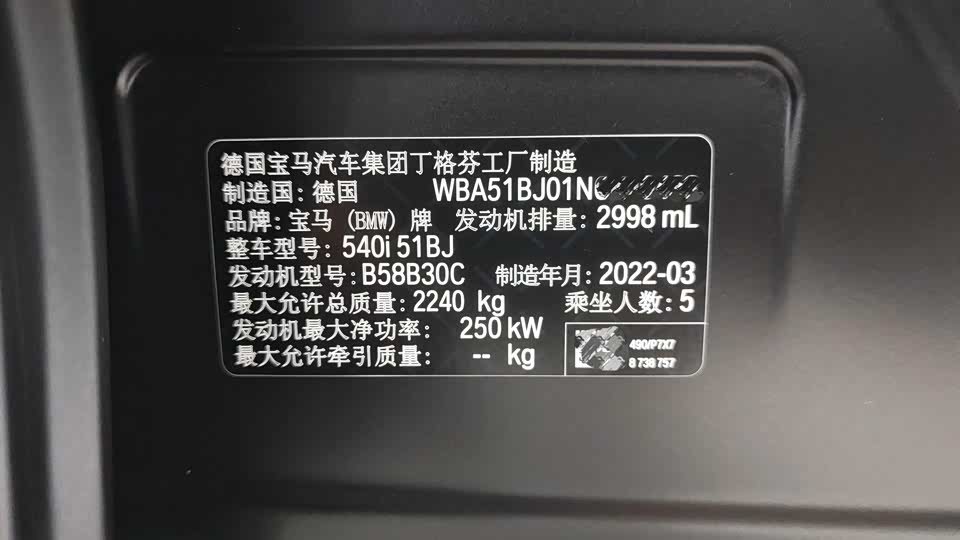 德国宝马汽车集团丁格芬工厂制造
制造国: 德国 WBA51BJ01N
品牌: 宝马 (BMW) 牌 发动机排量: 2998 mL
整车型号: 540i 51BJ
发动机型号: B58B30C 制造年月: 2022-03
最大允许总质量: 2240 kg 乘坐人数: 5
发动机最大净功率: 250 kW
最大允许牵引质量: -- kg
490/P7X7
8 738 757